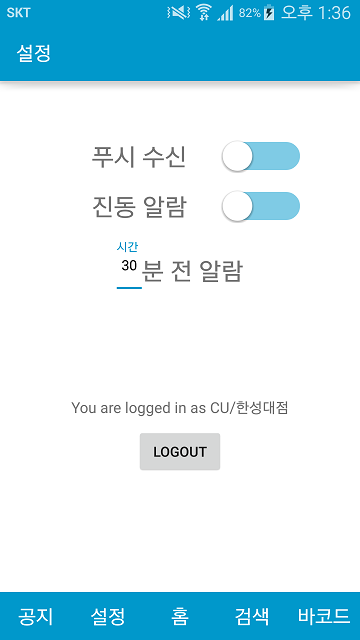 SKT 82% 오후 1:36
설정
푸시 수신
진동 알람
시간
30 분 전 알람
You are logged in as CU/한성대점
LOGOUT
공지 설정 홈 검색 바코드